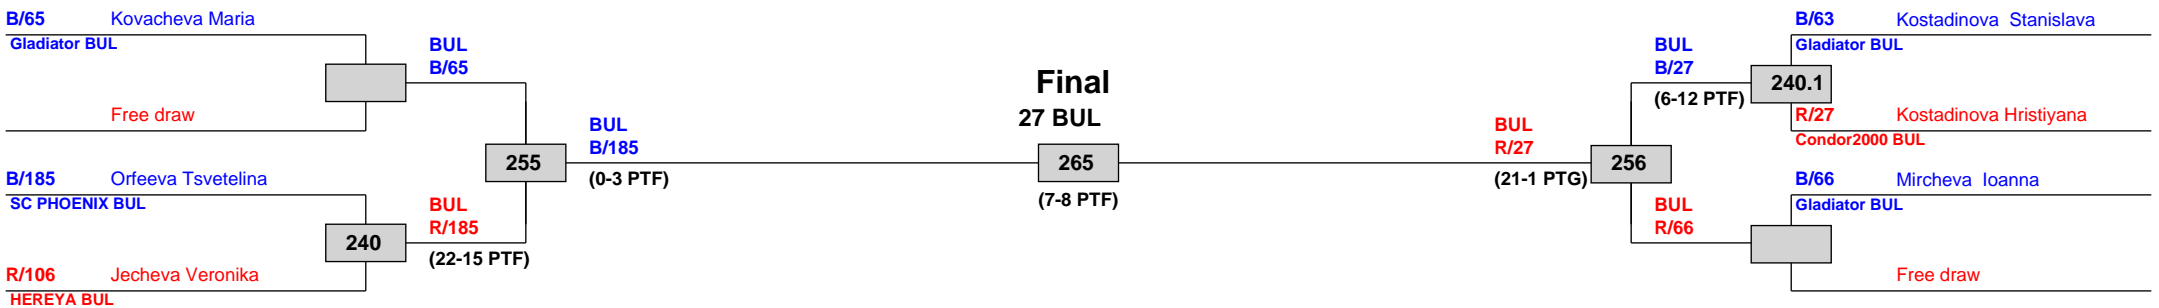 B/65 Kovacheva Maria
Gladiator BUL
Free draw
BUL
B/65
B/185 Orfeeva Tsvetelina
SC PHOENIX BUL
240
R/106 Jecheva Veronika
HEREYA BUL
BUL
R/185
(22-15 PTF)
255
BUL
B/185
(0-3 PTF)
Final
27 BUL
265
(7-8 PTF)
BUL
R/27
(21-1 PTG)
256
BUL
B/27
(6-12 PTF)
240.1
B/63 Kostadinova Stanislava
Gladiator BUL
R/27 Kostadinova Hristiyana
Condor2000 BUL
BUL
R/66
B/66 Mircheva Ioanna
Gladiator BUL
Free draw